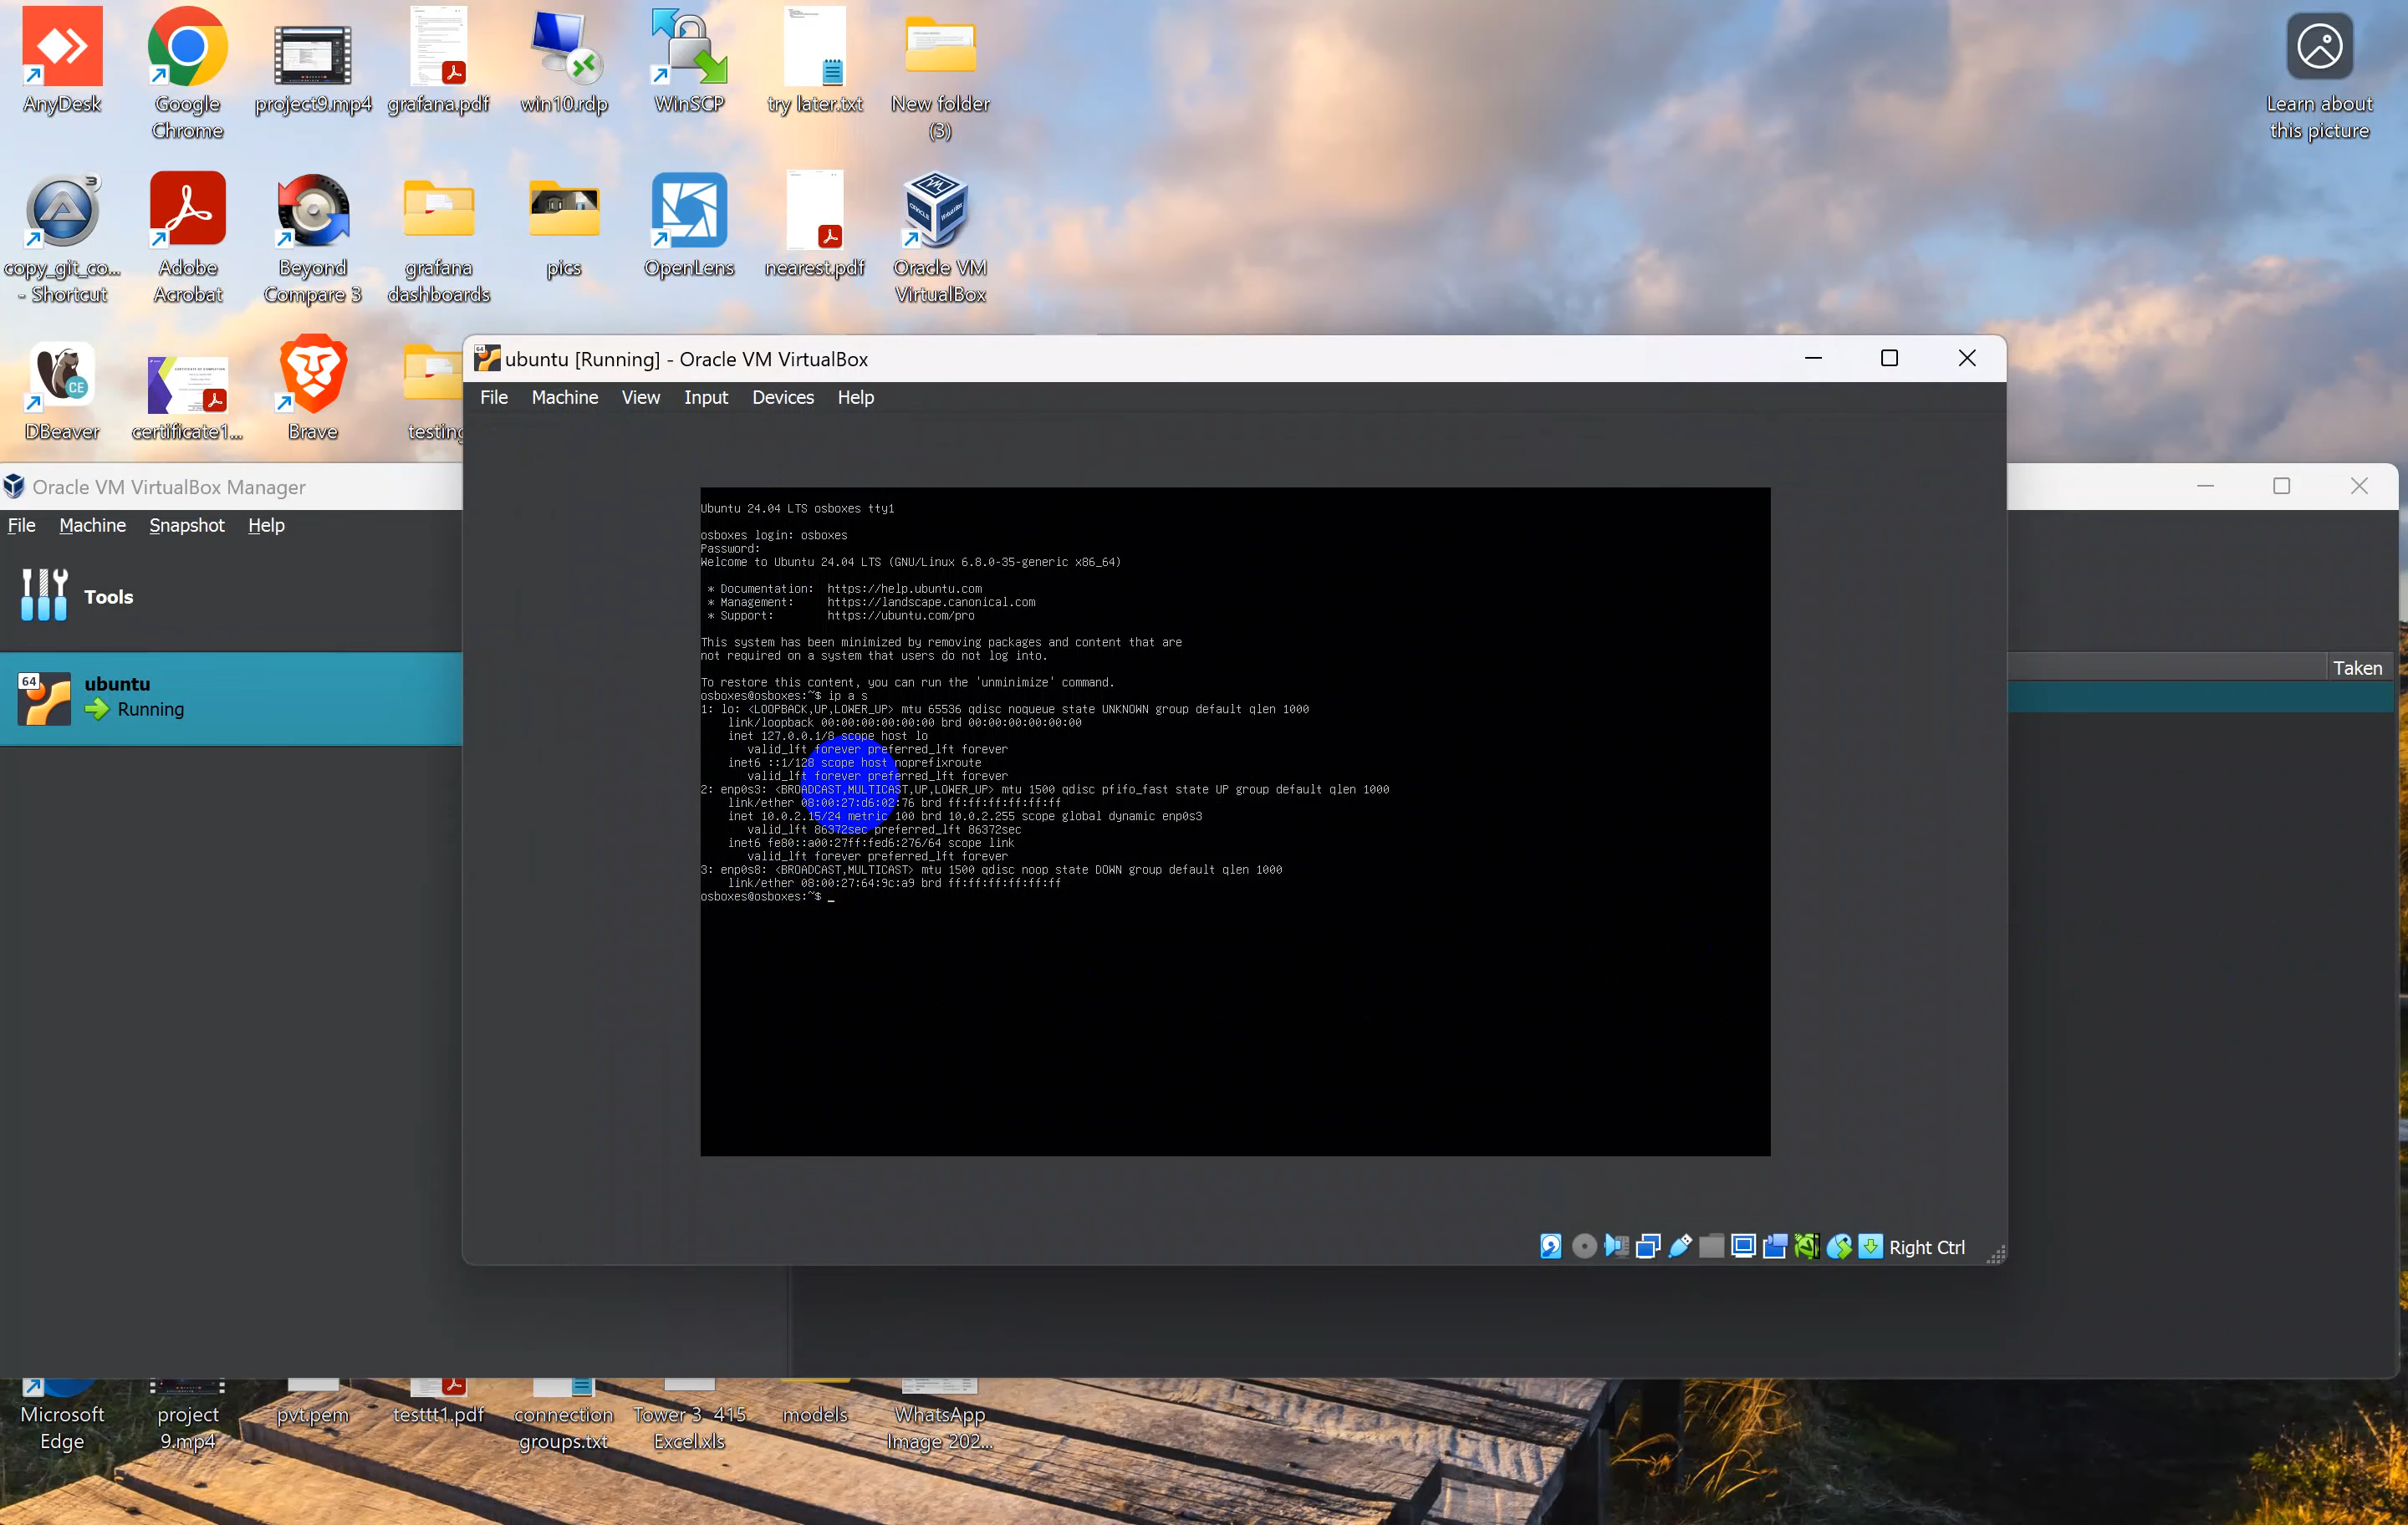 AnyDesk
Google Chrome
project9.mp4
grafana.pdf
win10.rdp
WinSCP
try later.txt
New folder (3)
Learn about this picture
copy_git_co... - Shortcut
Adobe Acrobat
Beyond Compare 3
grafana dashboards
pics
OpenLens
nearest.pdf
Oracle VM VirtualBox
DBeaver
certificate1...
Brave
testing
ubuntu [Running] - Oracle VM VirtualBox
File Machine View Input Devices Help
Oracle VM VirtualBox Manager
File Machine Snapshot Help
Tools
64
ubuntu
Running
Taken
Ubuntu 24.04 LTS osboxes tty1
osboxes login: osboxes
Password:
Welcome to Ubuntu 24.04 LTS (GNU/Linux 6.8.0-35-generic x86_64)
* Documentation: https://help.ubuntu.com
* Management: https://landscape.canonical.com
* Support: https://ubuntu.com/pro
This system has been minimized by removing packages and content that are
not required on a system that users do not log into.
To restore this content, you can run the 'unminimize' command.
osboxes@osboxes:~$ ip a s
1: lo: <LOOPBACK,UP,LOWER_UP> mtu 65536 qdisc noqueue state UNKNOWN group default qlen 1000
link/loopback 00:00:00:00:00:00 brd 00:00:00:00:00:00
inet 127.0.0.1/8 scope host lo
valid_lft forever preferred_lft forever
inet6 ::1/128 scope host noprefixroute
valid_lft forever preferred_lft forever
2: enp0s3: <BROADCAST,MULTICAST,UP,LOWER_UP> mtu 1500 qdisc pfifo_fast state UP group default qlen 1000
link/ether 08:00:27:d6:02:76 brd ff:ff:ff:ff:ff:ff
inet 10.0.2.15/24 metric 100 brd 10.0.2.255 scope global dynamic enp0s3
valid_lft 86372sec preferred_lft 86372sec
inet6 fe80::a00:27ff:fed6:276/64 scope link
valid_lft forever preferred_lft forever
3: enp0s8: <BROADCAST,MULTICAST> mtu 1500 qdisc noop state DOWN group default qlen 1000
link/ether 08:00:27:64:9c:a9 brd ff:ff:ff:ff:ff:ff
osboxes@osboxes:~$ _
Right Ctrl
Microsoft Edge
project 9.mp4
pvt.pem
testtt1.pdf
connection groups.txt
Tower 3_415 Excel.xls
models
WhatsApp Image 202...